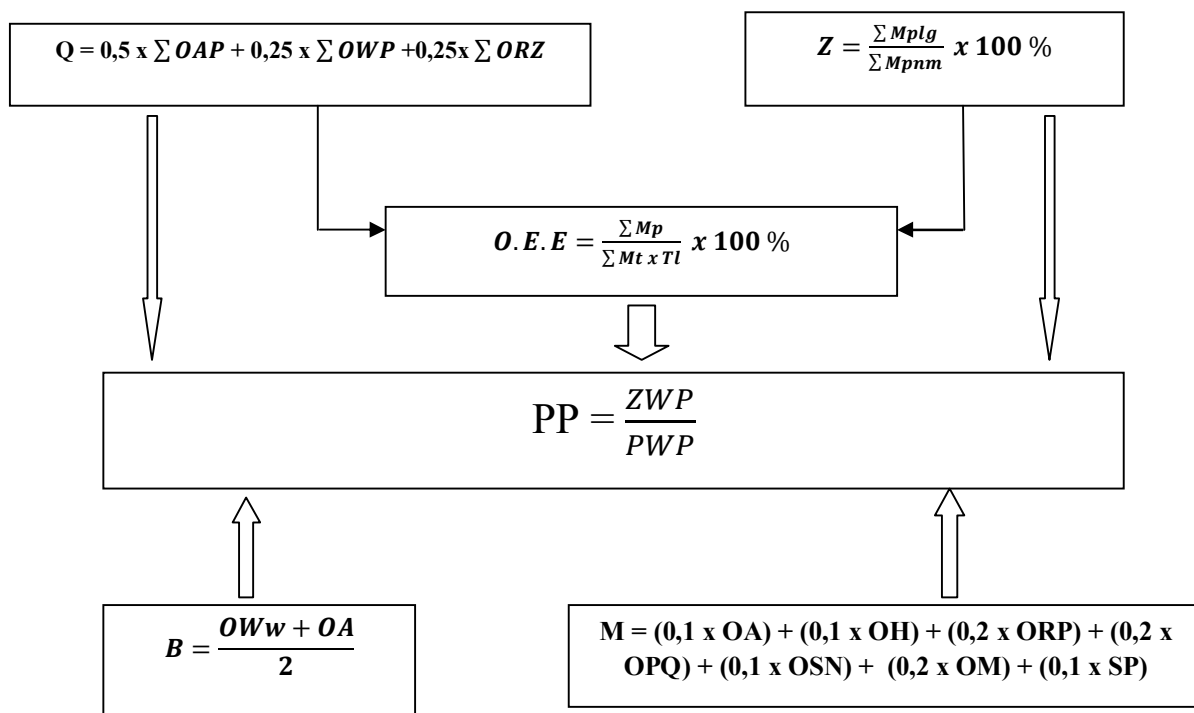 Q = 0,5 x ∑ OAP + 0,25 x ∑ OWP +0,25x ∑ ORZ
Z = ∑ Mplg / ∑ Mpnm x 100 %
O.E.E = ∑ Mp / ∑ Mt x Tl x 100 %
PP = ZWP / PWP
B = OWw + OA / 2
M = (0,1 x OA) + (0,1 x OH) + (0,2 x ORP) + (0,2 x
OPQ) + (0,1 x OSN) + (0,2 x OM) + (0,1 x SP)